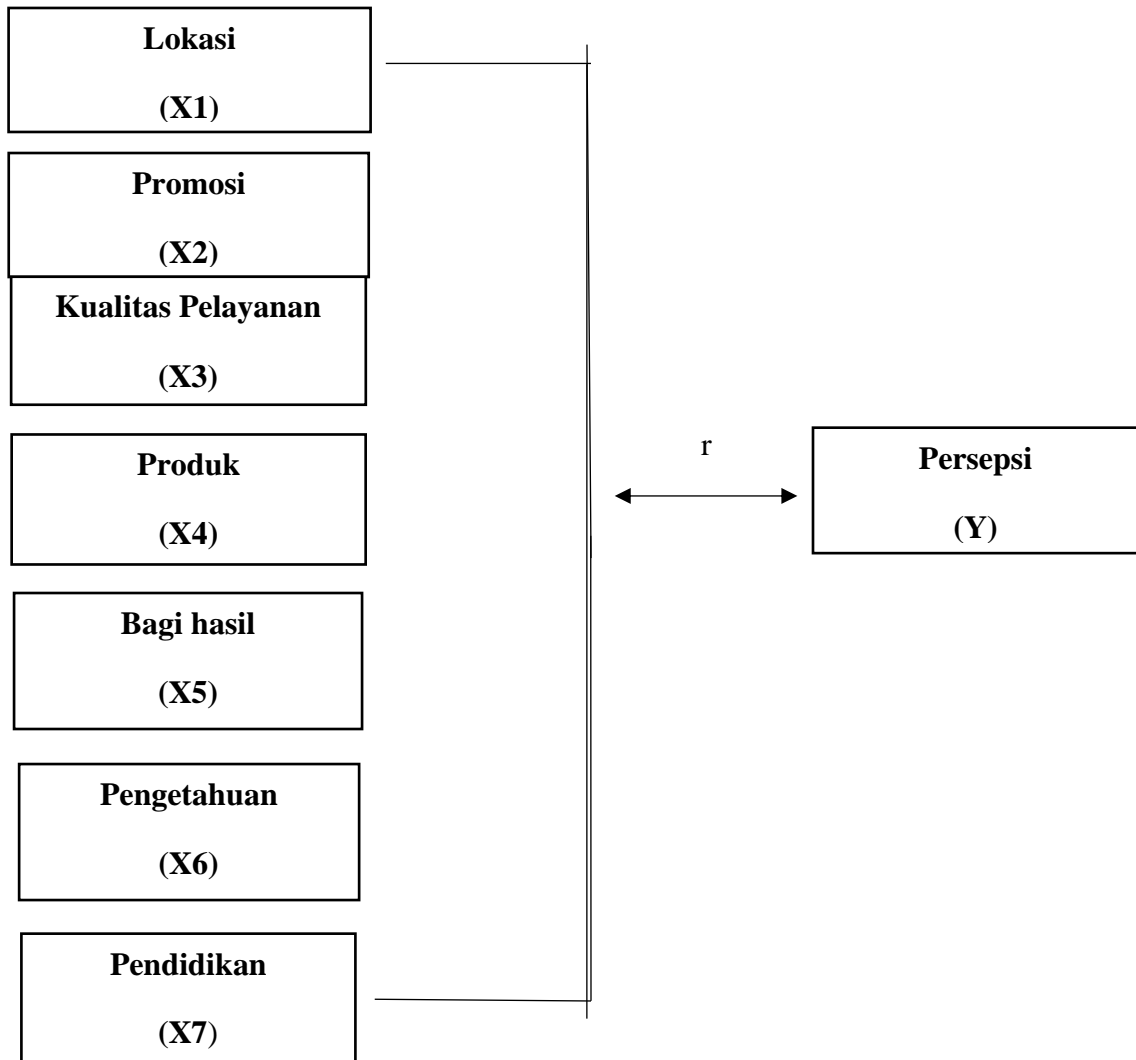 Lokasi
(X1)
Promosi
(X2)
Kualitas Pelayanan
(X3)
Produk
(X4)
Bagi hasil
(X5)
Pengetahuan
(X6)
Pendidikan
(X7)
r
Persepsi
(Y)